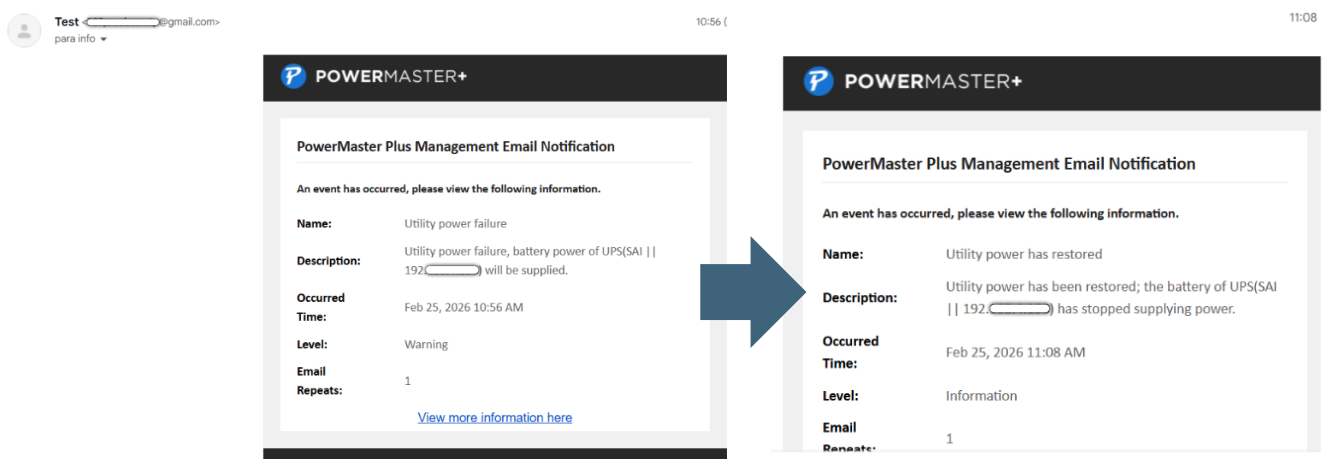 Test <@gmail.com>
10:56 (
para info
POWERMASTER+
PowerMaster Plus Management Email Notification
An event has occurred, please view the following information.
Name: Utility power failure
Description: Utility power failure, battery power of UPS(SAI ||
192. ) will be supplied.
Occurred
Time: Feb 25, 2026 10:56 AM
Level: Warning
Email
Repeats: 1
View more information here
11:08
POWERMASTER+
PowerMaster Plus Management Email Notification
An event has occurred, please view the following information.
Name: Utility power has restored
Description: Utility power has been restored; the battery of UPS(SAI
|| 192. ) has stopped supplying power.
Occurred
Time: Feb 25, 2026 11:08 AM
Level: Information
Email
Repeats: 1